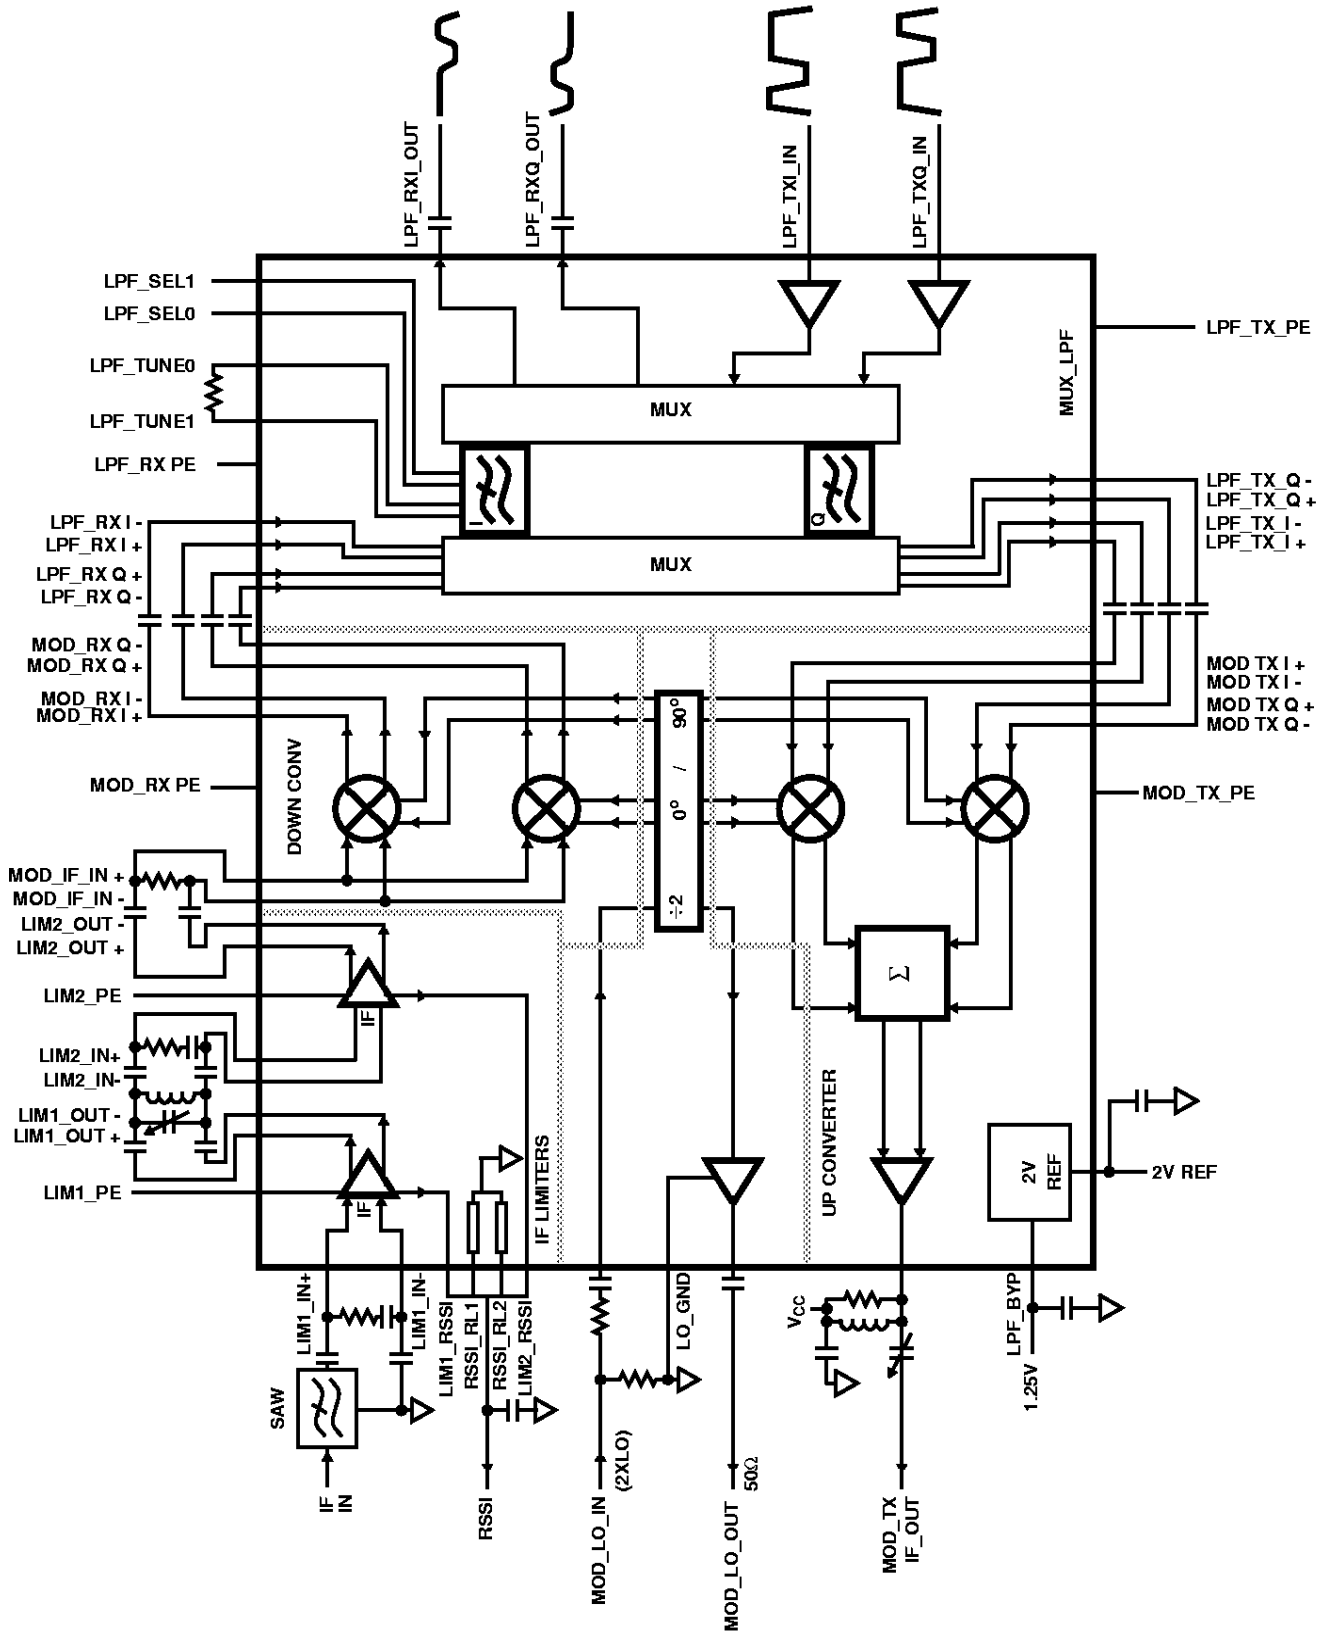 LPF_RXI_OUT
LPF_RXQ_OUT
LPF_TXI_IN
LPF_TXQ_IN
LPF_SEL1
LPF_SEL0
LPF_TUNE0
LPF_TUNE1
LPF_RX PE
LPF_RX I -
LPF_RX I +
LPF_RX Q +
LPF_RX Q -
MOD_RX Q -
MOD_RX Q +
MOD_RX I -
MOD_RX I +
MOD_RX PE
MOD_IF_IN +
MOD_IF_IN -
LIM2_OUT -
LIM2_OUT +
LIM2_PE
LIM2_IN+
LIM2_IN-
LIM1_OUT -
LIM1_OUT +
LIM1_PE
MUX_LPF
MUX
I
Q
MUX
DOWN CONV
0° / 90°
÷2
Σ
IF
IF
IF LIMITERS
UP CONVERTER
2V
REF
LPF_TX_PE
LPF_TX_Q -
LPF_TX_Q +
LPF_TX_I -
LPF_TX_I +
MOD TX I +
MOD TX I -
MOD TX Q +
MOD TX Q -
MOD_TX_PE
2V REF
LIM1_IN+
LIM1_IN-
LIM1_RSSI
RSSI_RL1
RSSI_RL2
LIM2_RSSI
LO_GND
VCC
LPF_BYP
1.25V
SAW
IF
IN
RSSI
MOD_LO_IN
(2XLO)
MOD_LO_OUT
50Ω
MOD_TX
IF_OUT